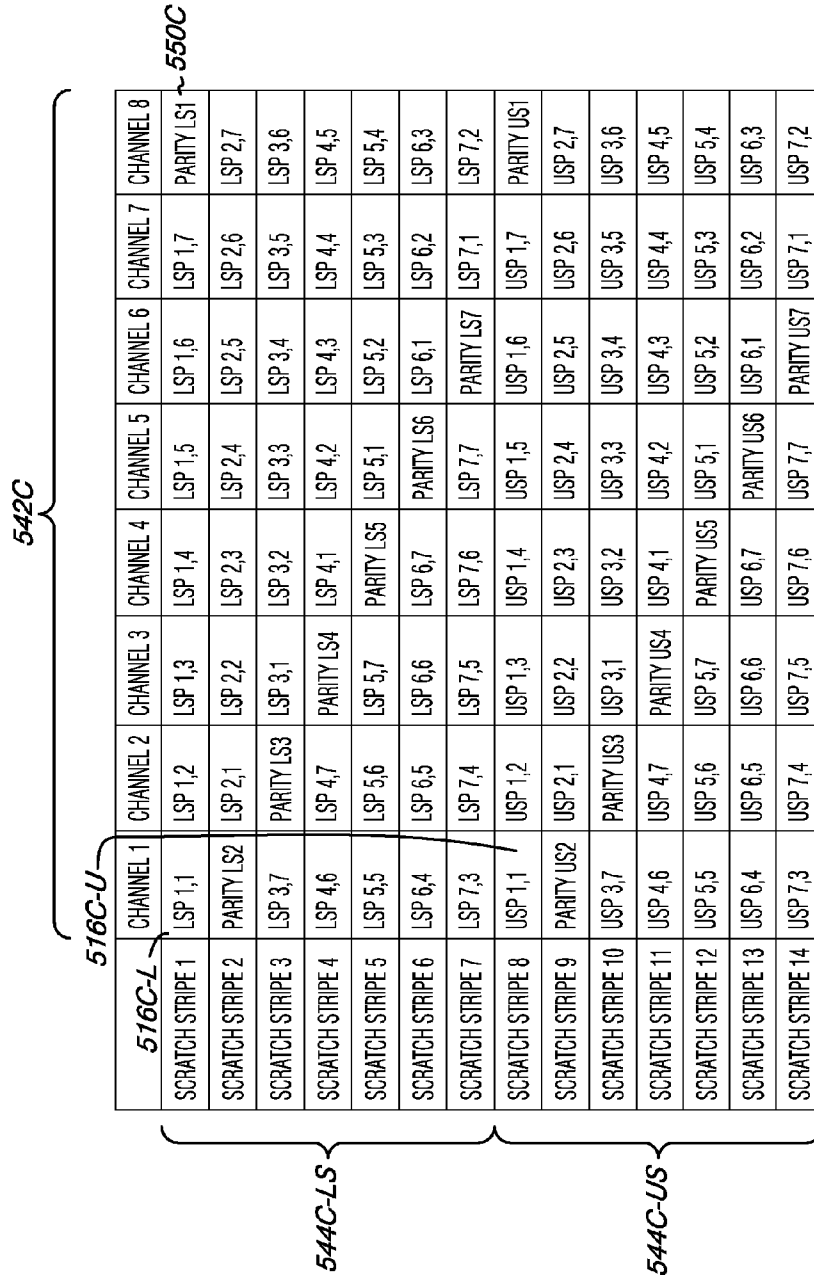 542C
516C-U
516C-L
550C
CHANNEL 1 CHANNEL 2 CHANNEL 3 CHANNEL 4 CHANNEL 5 CHANNEL 6 CHANNEL 7 CHANNEL 8
SCRATCH STRIPE 1 LSP 1,1 LSP 1,2 LSP 1,3 LSP 1,4 LSP 1,5 LSP 1,6 LSP 1,7 PARITY LS1
SCRATCH STRIPE 2 PARITY LS2 LSP 2,1 LSP 2,2 LSP 2,3 LSP 2,4 LSP 2,5 LSP 2,6 LSP 2,7
SCRATCH STRIPE 3 LSP 3,7 PARITY LS3 LSP 3,1 LSP 3,2 LSP 3,3 LSP 3,4 LSP 3,5 LSP 3,6
SCRATCH STRIPE 4 LSP 4,6 LSP 4,7 PARITY LS4 LSP 4,1 LSP 4,2 LSP 4,3 LSP 4,4 LSP 4,5
SCRATCH STRIPE 5 LSP 5,5 LSP 5,6 LSP 5,7 PARITY LS5 LSP 5,1 LSP 5,2 LSP 5,3 LSP 5,4
SCRATCH STRIPE 6 LSP 6,4 LSP 6,5 LSP 6,6 LSP 6,7 PARITY LS6 LSP 6,1 LSP 6,2 LSP 6,3
SCRATCH STRIPE 7 LSP 7,3 LSP 7,4 LSP 7,5 LSP 7,6 LSP 7,7 PARITY LS7 LSP 7,1 LSP 7,2
SCRATCH STRIPE 8 USP 1,1 USP 1,2 USP 1,3 USP 1,4 USP 1,5 USP 1,6 USP 1,7 PARITY US1
SCRATCH STRIPE 9 PARITY US2 USP 2,1 USP 2,2 USP 2,3 USP 2,4 USP 2,5 USP 2,6 USP 2,7
SCRATCH STRIPE 10 USP 3,7 PARITY US3 USP 3,1 USP 3,2 USP 3,3 USP 3,4 USP 3,5 USP 3,6
SCRATCH STRIPE 11 USP 4,6 USP 4,7 PARITY US4 USP 4,1 USP 4,2 USP 4,3 USP 4,4 USP 4,5
SCRATCH STRIPE 12 USP 5,5 USP 5,6 USP 5,7 PARITY US5 USP 5,1 USP 5,2 USP 5,3 USP 5,4
SCRATCH STRIPE 13 USP 6,4 USP 6,5 USP 6,6 USP 6,7 PARITY US6 USP 6,1 USP 6,2 USP 6,3
SCRATCH STRIPE 14 USP 7,3 USP 7,4 USP 7,5 USP 7,6 USP 7,7 PARITY US7 USP 7,1 USP 7,2
544C-LS
544C-US